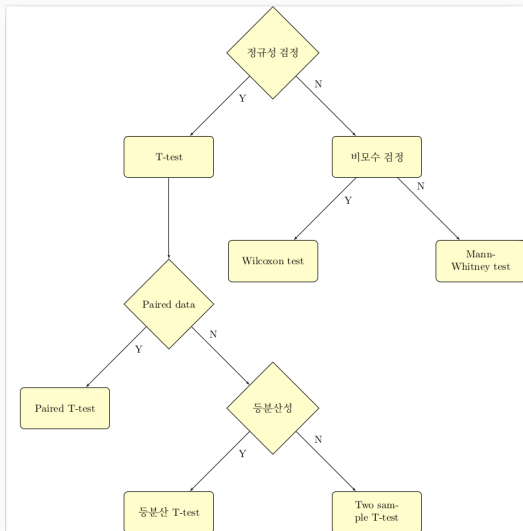 정규성 검정
Y
N
T-test
비모수 검정
Y
N
Wilcoxon test
Mann-
Whitney test
Paired data
Y
N
Paired T-test
등분산성
Y
N
등분산 T-test
Two sam-
ple T-test